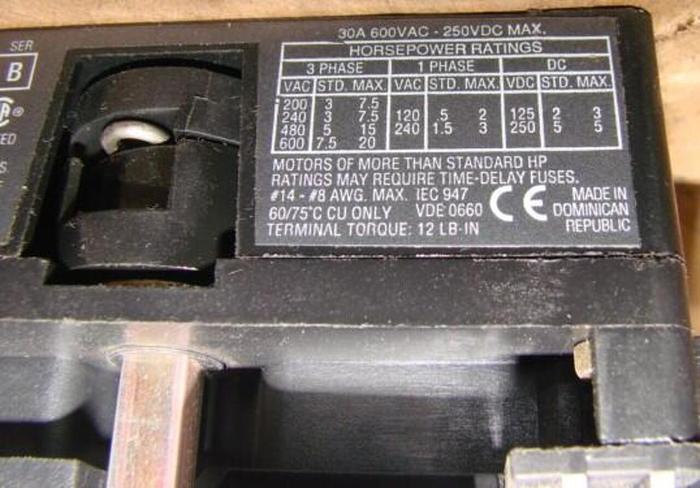 SER
B
®
ED
S.
30A 600VAC - 250VDC MAX.
HORSEPOWER RATINGS
3 PHASE 1 PHASE DC
VAC STD. MAX. VAC STD. MAX. VDC STD. MAX.
200 3 7.5
240 3 7.5 120 .5 2 125 2 3
480 5 15 240 1.5 3 250 5 5
600 7.5 20
MOTORS OF MORE THAN STANDARD HP
RATINGS MAY REQUIRE TIME-DELAY FUSES.
#14 - #8 AWG. MAX. IEC 947 MADE IN
60/75°C CU ONLY VDE 0660 CE DOMINICAN
TERMINAL TORQUE: 12 LB-IN REPUBLIC